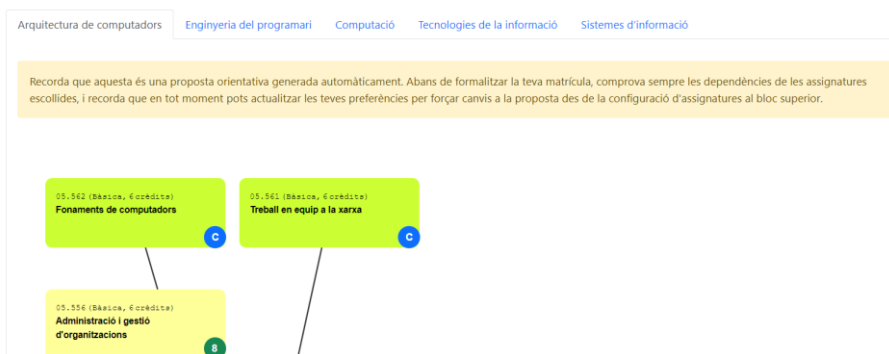 Arquitectura de computadors Enginyeria del programari Computació Tecnologies de la informació Sistemes d'informació
Recorda que aquesta és una proposta orientativa generada automàticament. Abans de formalitzar la teva matrícula, comprova sempre les dependències de les assignatures
escollides, i recorda que en tot moment pots actualitzar les teves preferències per forçar canvis a la proposta des de la configuració d'assignatures al bloc superior.
05.562 (Bàsica, 6 crèdits)
Fonaments de computadors
C
05.561 (Bàsica, 6 crèdits)
Treball en equip a la xarxa
C
05.556 (Bàsica, 6 crèdits)
Administració i gestió
d'organitzacions
8